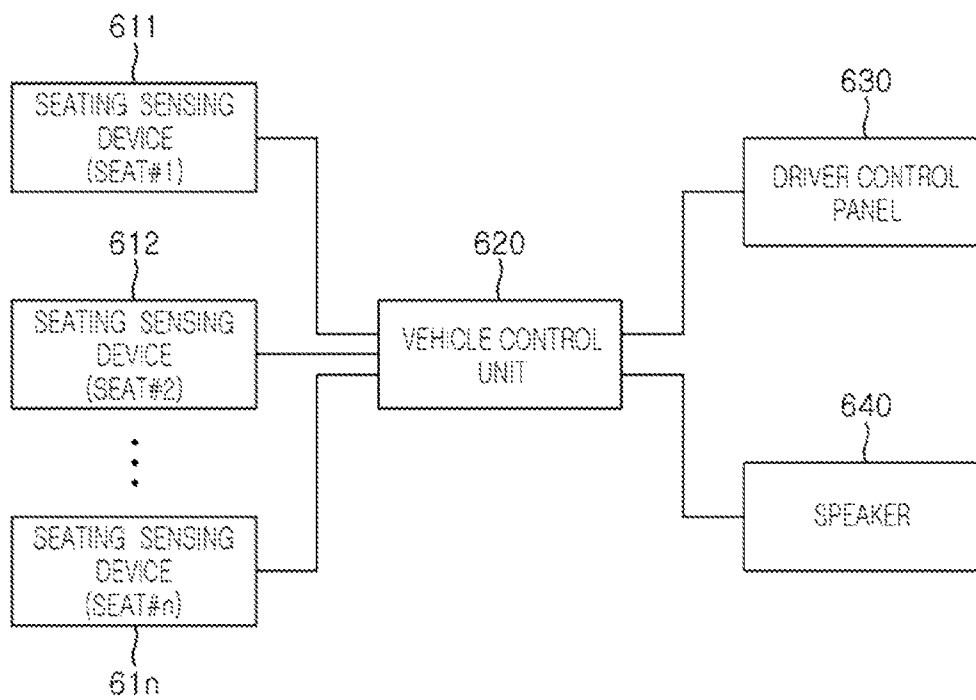 611
SEATING SENSING
DEVICE
(SEAT#1)
612
SEATING SENSING
DEVICE
(SEAT#2)
SEATING SENSING
DEVICE
(SEAT#n)
61n
620
VEHICLE CONTROL
UNIT
630
DRIVER CONTROL
PANEL
640
SPEAKER